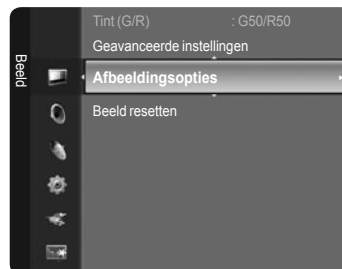 Beeld
Tint (G/R) : G50/R50
Geavanceerde instellingen
Afbeeldingsopties
Beeld resetten